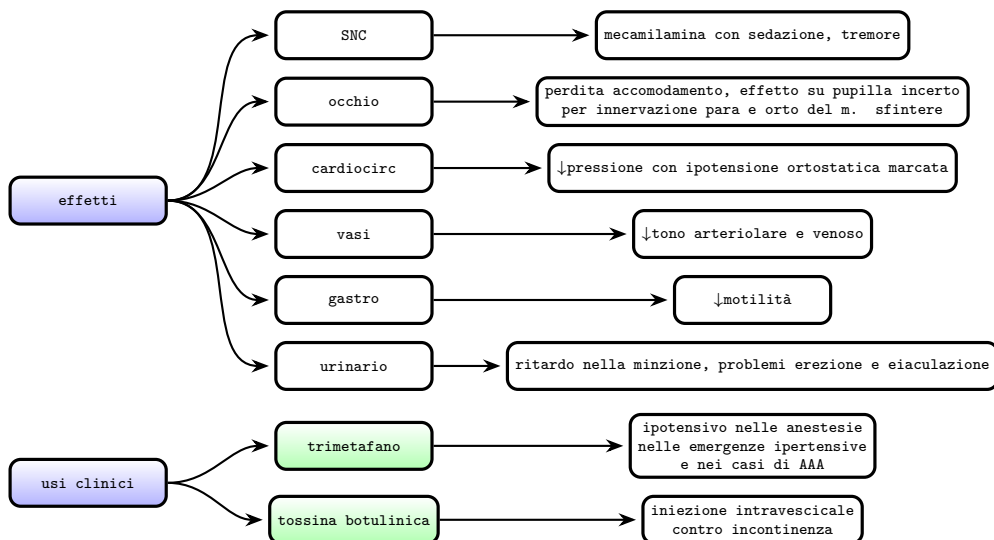 SNC
mecamilamina con sedazione, tremore
occhio
perdita accomodamento, effetto su pupilla incerto
per innervazione para e orto del m. sfintere
cardiocirc
↓pressione con ipotensione ortostatica marcata
effetti
vasi
↓tono arteriolare e venoso
gastro
↓motilità
urinario
ritardo nella minzione, problemi erezione e eiaculazione
trimetafano
ipotensivo nelle anestesie
nelle emergenze ipertensive
e nei casi di AAA
usi clinici
tossina botulinica
iniezione intravescicale
contro incontinenza